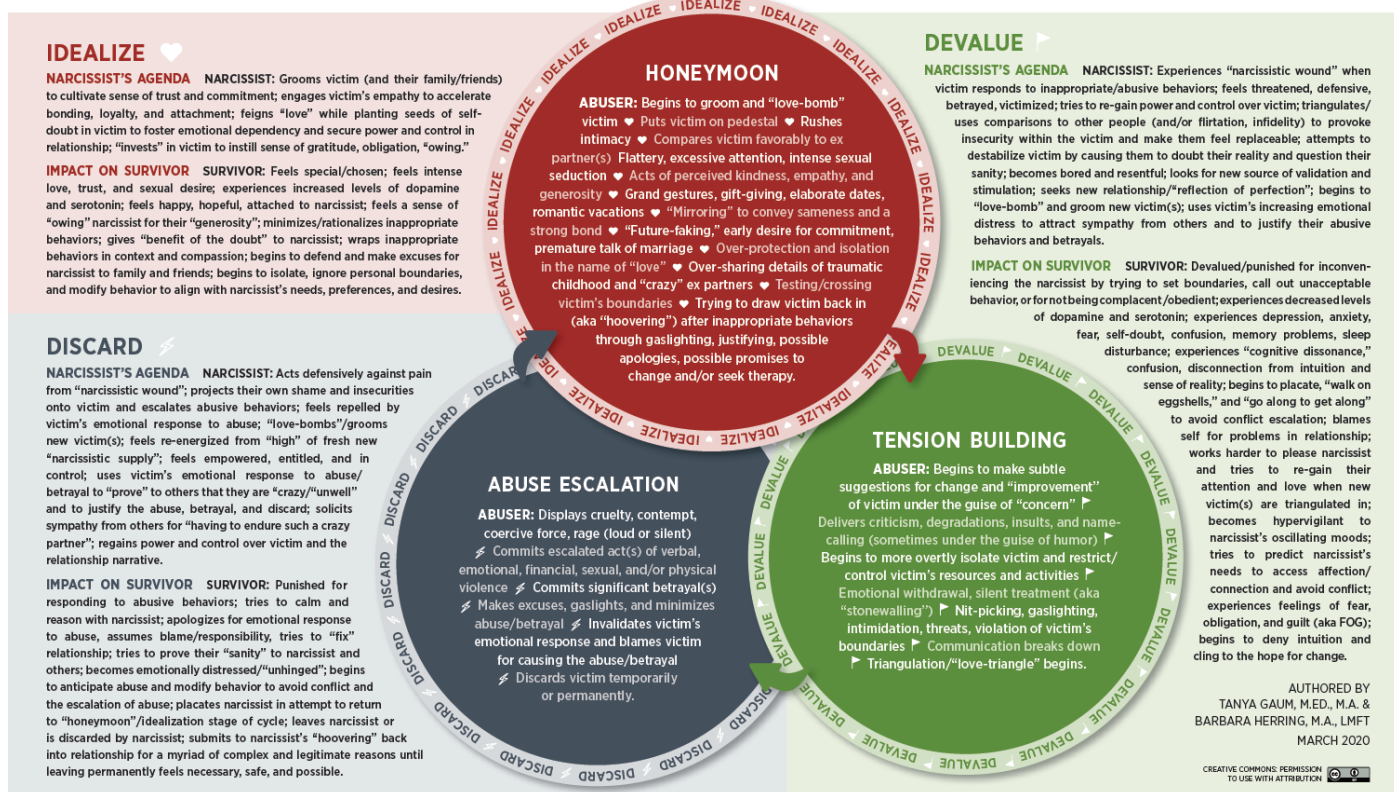 IDEALIZE
NARCISSIST'S AGENDA NARCISSIST: Grooms victim (and their family/friends)
to cultivate sense of trust and commitment; engages victim's empathy to accelerate
bonding, loyalty, and attachment; feigns "love" while planting seeds of self-
doubt in victim to foster emotional dependency and secure power and control in
relationship; "invests" in victim to instill sense of gratitude, obligation, "owing."
IMPACT ON SURVIVOR SURVIVOR: Feels special/chosen; feels intense
love, trust, and sexual desire; experiences increased levels of dopamine
and serotonin; feels happy, hopeful, attached to narcissist; feels a sense of
"owing" narcissist for their "generosity"; minimizes/rationalizes inappropriate
behaviors; gives "benefit of the doubt" to narcissist; wraps inappropriate
behaviors in context and compassion; begins to defend and make excuses for
narcissist to family and friends; begins to isolate, ignore personal boundaries,
and modify behavior to align with narcissist's needs, preferences, and desires.
IDEALIZE IDEALIZE IDEALIZE IDEALIZE IDEALIZE IDEALIZE IDEALIZE IDEALIZE IDEALIZE IDEALIZE IDEALIZE IDEALIZE IDEALIZE IDEALIZE IDEALIZE IDEALIZE
HONEYMOON
ABUSER: Begins to groom and "love-bomb"
victim Puts victim on pedestal Rushes
intimacy Compares victim favorably to ex
partner(s) Flattery, excessive attention, intense sexual
seduction Acts of perceived kindness, empathy, and
generosity Grand gestures, gift-giving, elaborate dates,
romantic vacations "Mirroring" to convey sameness and a
strong bond "Future-faking," early desire for commitment,
premature talk of marriage Over-protection and isolation
in the name of "love" Over-sharing details of traumatic
childhood and "crazy" ex partners Testing/crossing
victim's boundaries Trying to draw victim back in
(aka "hoovering") after inappropriate behaviors
through gaslighting, justifying, possible
apologies, possible promises to
change and/or seek therapy.
DEVALUE
NARCISSIST'S AGENDA NARCISSIST: Experiences "narcissistic wound" when
victim responds to inappropriate/abusive behaviors; feels threatened, defensive,
betrayed, victimized; tries to re-gain power and control over victim; triangulates/
uses comparisons to other people (and/or flirtation, infidelity) to provoke
insecurity within the victim and make them feel replaceable; attempts to
destabilize victim by causing them to doubt their reality and question their
sanity; becomes bored and resentful; looks for new source of validation and
stimulation; seeks new relationship/"reflection of perfection"; begins to
"love-bomb" and groom new victim(s); uses victim's increasing emotional
distress to attract sympathy from others and to justify their abusive
behaviors and betrayals.
IMPACT ON SURVIVOR SURVIVOR: Devalued/punished for inconven-
iencing the narcissist by trying to set boundaries, call out unacceptable
behavior, or for not being complacent/obedient; experiences decreased levels
of dopamine and serotonin; experiences depression, anxiety,
fear, self-doubt, confusion, memory problems, sleep
disturbance; experiences "cognitive dissonance,"
confusion, disconnection from intuition and
sense of reality; begins to placate, "walk on
eggshells," and "go along to get along"
to avoid conflict escalation; blames
self for problems in relationship;
works harder to please narcissist
and tries to re-gain their
attention and love when new
victim(s) are triangulated in;
becomes hypervigilant to
narcissist's oscillating moods;
tries to predict narcissist's
needs to access affection/
connection and avoid conflict;
experiences feelings of fear,
obligation, and guilt (aka FOG);
begins to deny intuition and
cling to the hope for change.
DEVALUE DEVALUE DEVALUE DEVALUE DEVALUE DEVALUE DEVALUE DEVALUE DEVALUE DEVALUE DEVALUE DEVALUE DEVALUE DEVALUE
TENSION BUILDING
ABUSER: Begins to make subtle
suggestions for change and "improvement"
of victim under the guise of "concern"
Delivers criticism, degradations, insults, and name-
calling (sometimes under the guise of humor)
Begins to more overtly isolate victim and restrict/
control victim's resources and activities
Emotional withdrawal, silent treatment (aka
"stonewalling") Nit-picking, gaslighting,
intimidation, threats, violation of victim's
boundaries Communication breaks down
Triangulation/"love-triangle" begins.
DISCARD
NARCISSIST'S AGENDA NARCISSIST: Acts defensively against pain
from "narcissistic wound"; projects their own shame and insecurities
onto victim and escalates abusive behaviors; feels repelled by
victim's emotional response to abuse; "love-bombs"/grooms
new victim(s); feels re-energized from "high" of fresh new
"narcissistic supply"; feels empowered, entitled, and in
control; uses victim's emotional response to abuse/
betrayal to "prove" to others that they are "crazy/"unwell"
and to justify the abuse, betrayal, and discard; solicits
sympathy from others for "having to endure such a crazy
partner"; regains power and control over victim and the
relationship narrative.
IMPACT ON SURVIVOR SURVIVOR: Punished for
responding to abusive behaviors; tries to calm and
reason with narcissist; apologizes for emotional response
to abuse, assumes blame/responsibility, tries to "fix"
relationship; tries to prove their "sanity" to narcissist and
others; becomes emotionally distressed/"unhinged"; begins
to anticipate abuse and modify behavior to avoid conflict and
the escalation of abuse; placates narcissist in attempt to return
to "honeymoon"/idealization stage of cycle; leaves narcissist or
is discarded by narcissist; submits to narcissist's "hoovering" back
into relationship for a myriad of complex and legitimate reasons until
leaving permanently feels necessary, safe, and possible.
DISCARD DISCARD DISCARD DISCARD DISCARD DISCARD DISCARD DISCARD DISCARD DISCARD
ABUSE ESCALATION
ABUSER: Displays cruelty, contempt,
coercive force, rage (loud or silent)
Commits escalated act(s) of verbal,
emotional, financial, sexual, and/or physical
violence Commits significant betrayal(s)
Makes excuses, gaslights, and minimizes
abuse/betrayal Invalidates victim's
emotional response and blames victim
for causing the abuse/betrayal
Discards victim temporarily
or permanently.
AUTHORED BY
TANYA GAUM, M.ED., M.A. &
BARBARA HERRING, M.A., LMFT
MARCH 2020
CREATIVE COMMONS: PERMISSION
TO USE WITH ATTRIBUTION